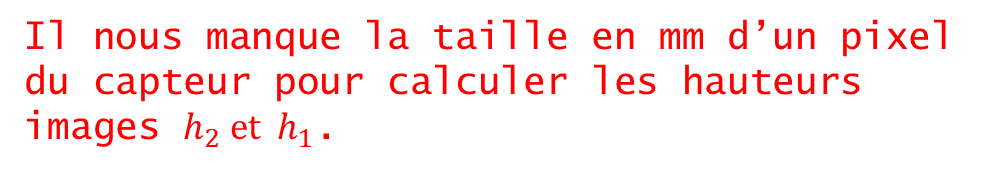 Il nous manque la taille en mm d’un pixel
du capteur pour calculer les hauteurs
images h₂ et h₁.